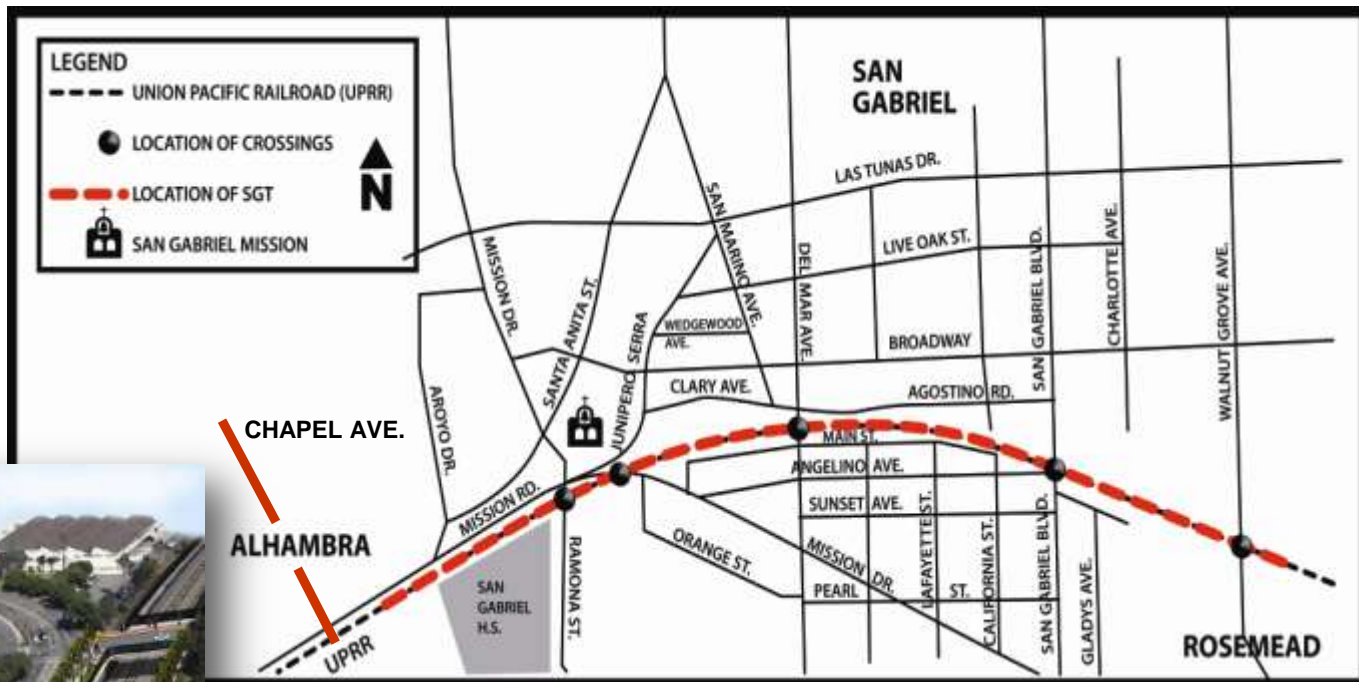 LEGEND
UNION PACIFIC RAILROAD (UPRR)
LOCATION OF CROSSINGS
LOCATION OF SGT
SAN GABRIEL MISSION
N
SAN
GABRIEL
LAS TUNAS DR.
LIVE OAK ST.
SAN MARINO AVE.
MISSION DR.
SANTA ANITA ST.
DEL MAR AVE.
SAN GABRIEL BLVD.
CHARLOTTE AVE.
WALNUT GROVE AVE.
WEDGEWOOD
AVE.
BROADWAY
JUNIPERO SERRA
CLARY AVE.
AGOSTINO RD.
AROYO DR.
CHAPEL AVE.
MAIN ST.
ANGELINO AVE.
MISSION RD.
SUNSET AVE.
ALHAMBRA
ORANGE ST.
MISSION DR.
RAMONA ST.
LAFAYETTE ST.
CALIFORNIA ST.
SAN GABRIEL BLVD.
GLADYS AVE.
PEARL ST.
SAN
GABRIEL
H.S.
UPRR
ROSEMEAD